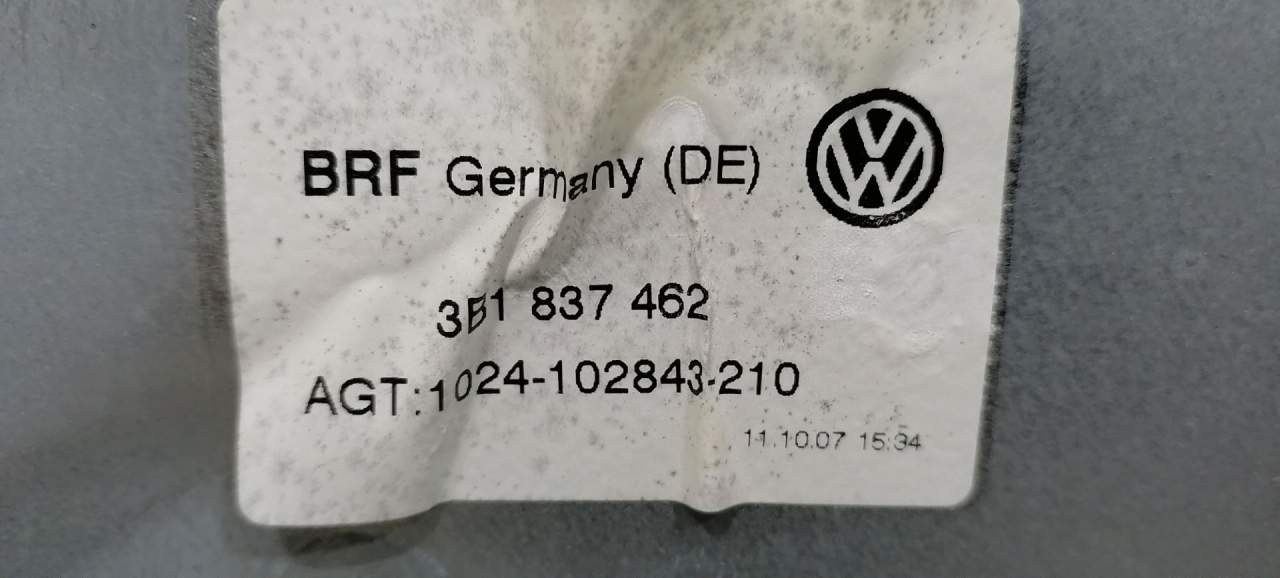 BRF Germany (DE)
3B1 837 462
AGT:1024-102843-210
11.10.07 15:34